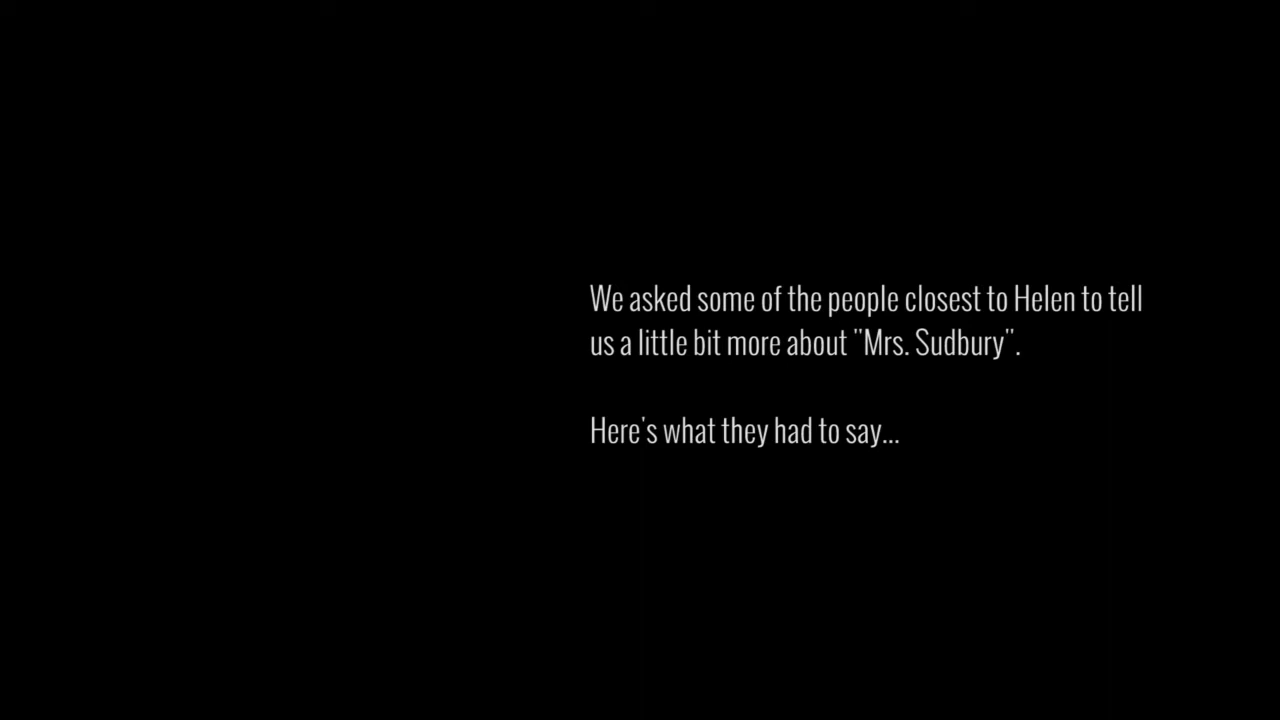 We asked some of the people closest to Helen to tell
us a little bit more about "Mrs. Sudbury".
Here's what they had to say...